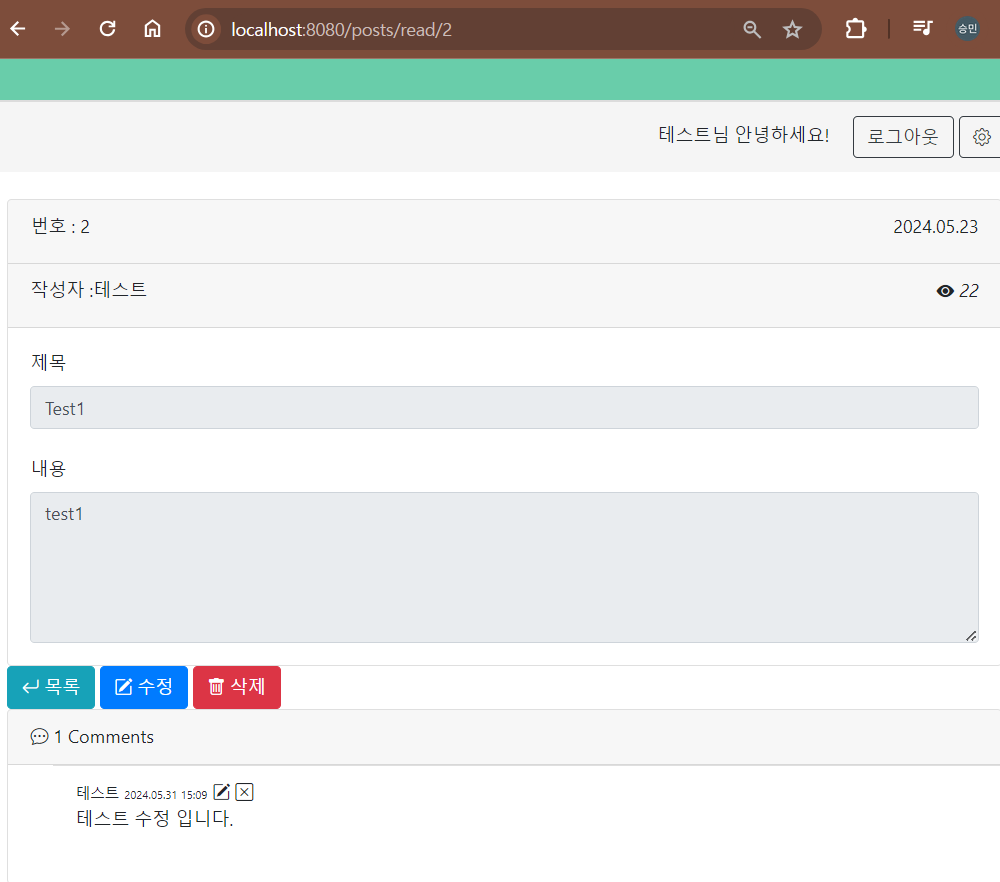 localhost:8080/posts/read/2
승민
테스트님 안녕하세요!
로그아웃
번호 : 2
2024.05.23
작성자 :테스트
22
제목
Test1
내용
test1
목록
수정
삭제
1 Comments
테스트 2024.05.31 15:09
테스트 수정 입니다.